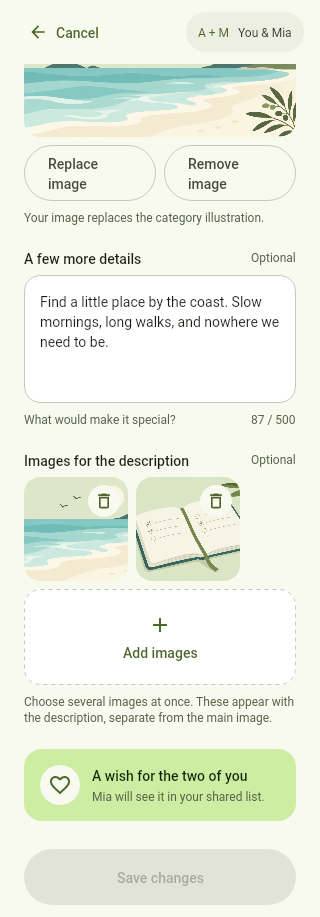 Cancel
A + M You & Mia
Replace
image
Remove
image
Your image replaces the category illustration.
A few more details
Optional
Find a little place by the coast. Slow
mornings, long walks, and nowhere we
need to be.
What would make it special?
87 / 500
Images for the description
Optional
Add images
Choose several images at once. These appear with
the description, separate from the main image.
A wish for the two of you
Mia will see it in your shared list.
Save changes